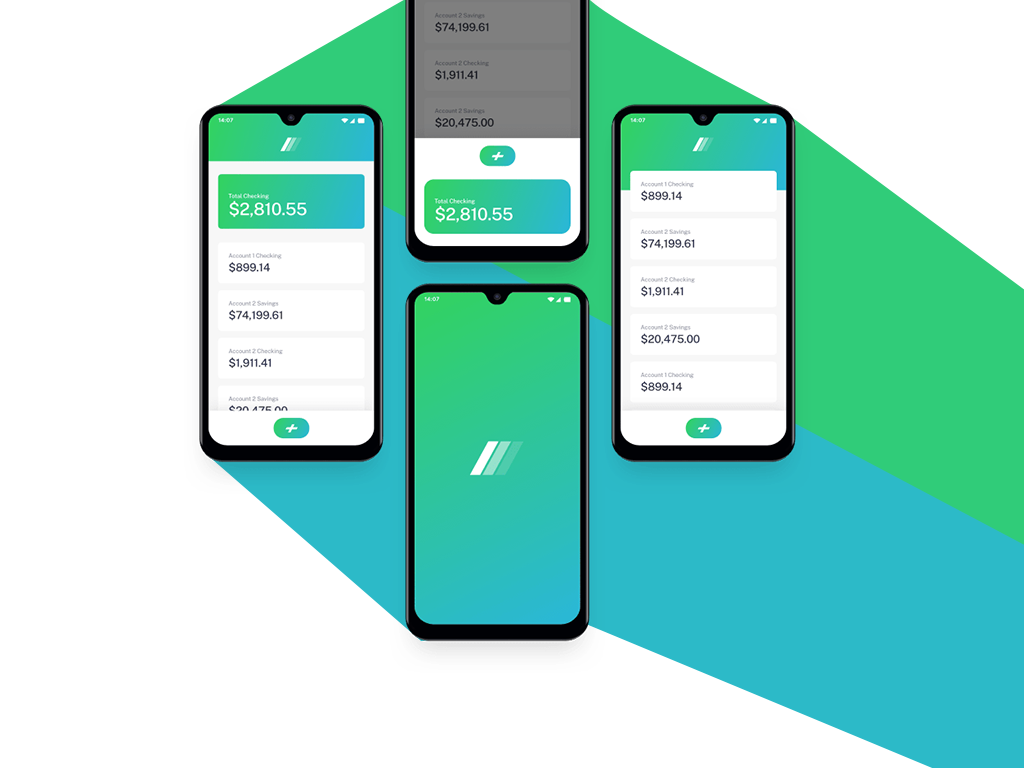 Account 2 Savings
$74,199.61
Account 2 Checking
$1,911.41
Account 2 Savings
$20,475.00
Total Checking
$2,810.55
14:07
Total Checking
$2,810.55
Account 1 Checking
$899.14
Account 2 Savings
$74,199.61
Account 2 Checking
$1,911.41
Account 2 Savings
$20,475.00
14:07
14:07
Account 1 Checking
$899.14
Account 2 Savings
$74,199.61
Account 2 Checking
$1,911.41
Account 2 Savings
$20,475.00
Account 1 Checking
$899.14